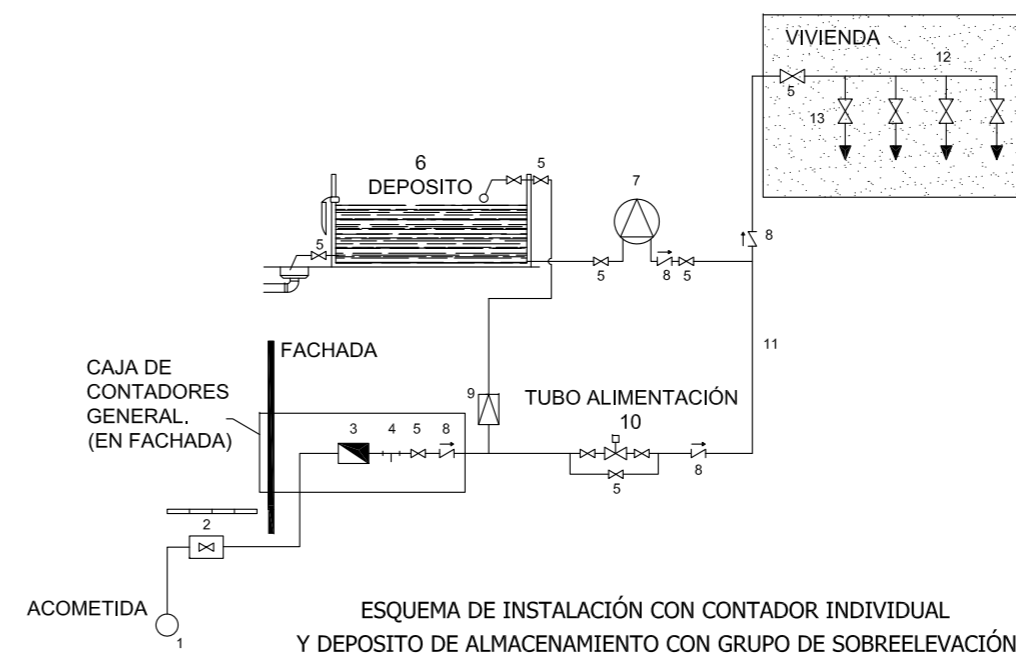 VIVIENDA
12
5
13
6
DEPOSITO
5
7
5
8
5
8
5
11
FACHADA
CAJA DE
CONTADORES
GENERAL.
(EN FACHADA)
9
TUBO ALIMENTACIÓN
10
3
4
5
8
8
5
2
ACOMETIDA
1
ESQUEMA DE INSTALACIÓN CON CONTADOR INDIVIDUAL
Y DEPOSITO DE ALMACENAMIENTO CON GRUPO DE SOBREELEVACIÓN